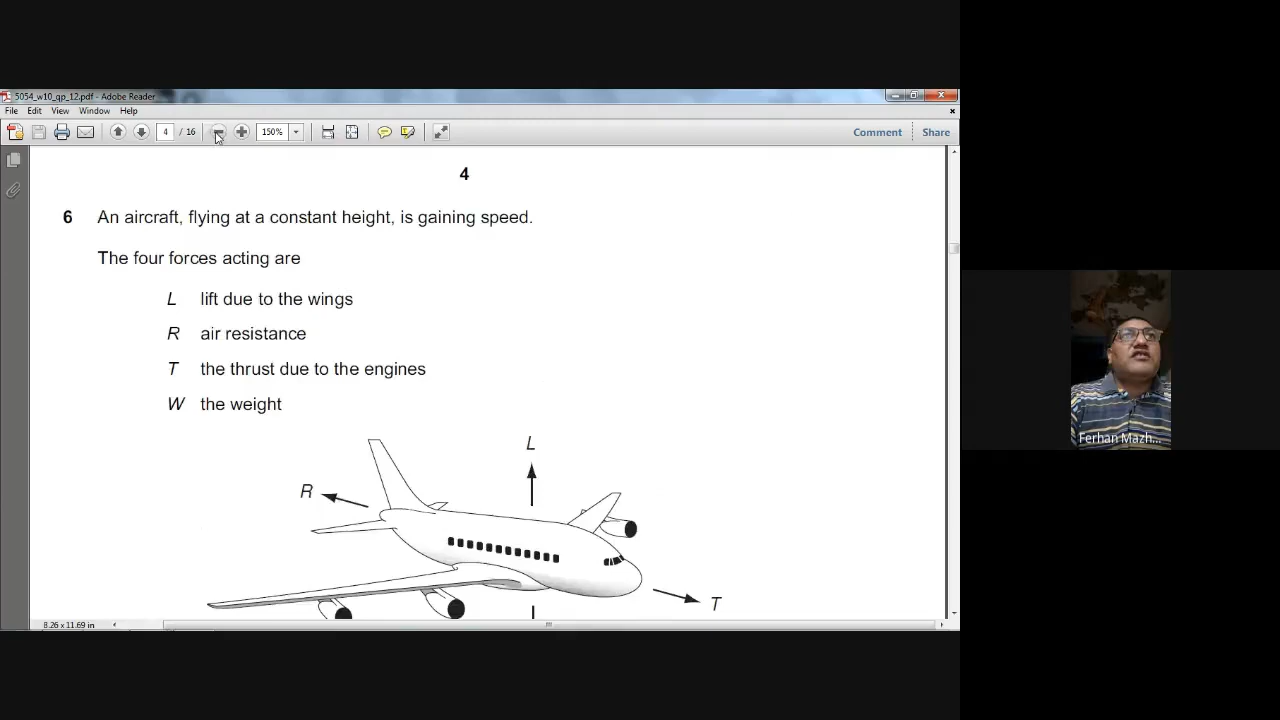 5054_w10_qp_12.pdf - Adobe Reader
File Edit View Window Help
4 / 16 150% Comment Share
4
6 An aircraft, flying at a constant height, is gaining speed.
The four forces acting are
L lift due to the wings
R air resistance
T the thrust due to the engines
W the weight
L
R
T
8.26 x 11.69 in
Ferhan Mazh...